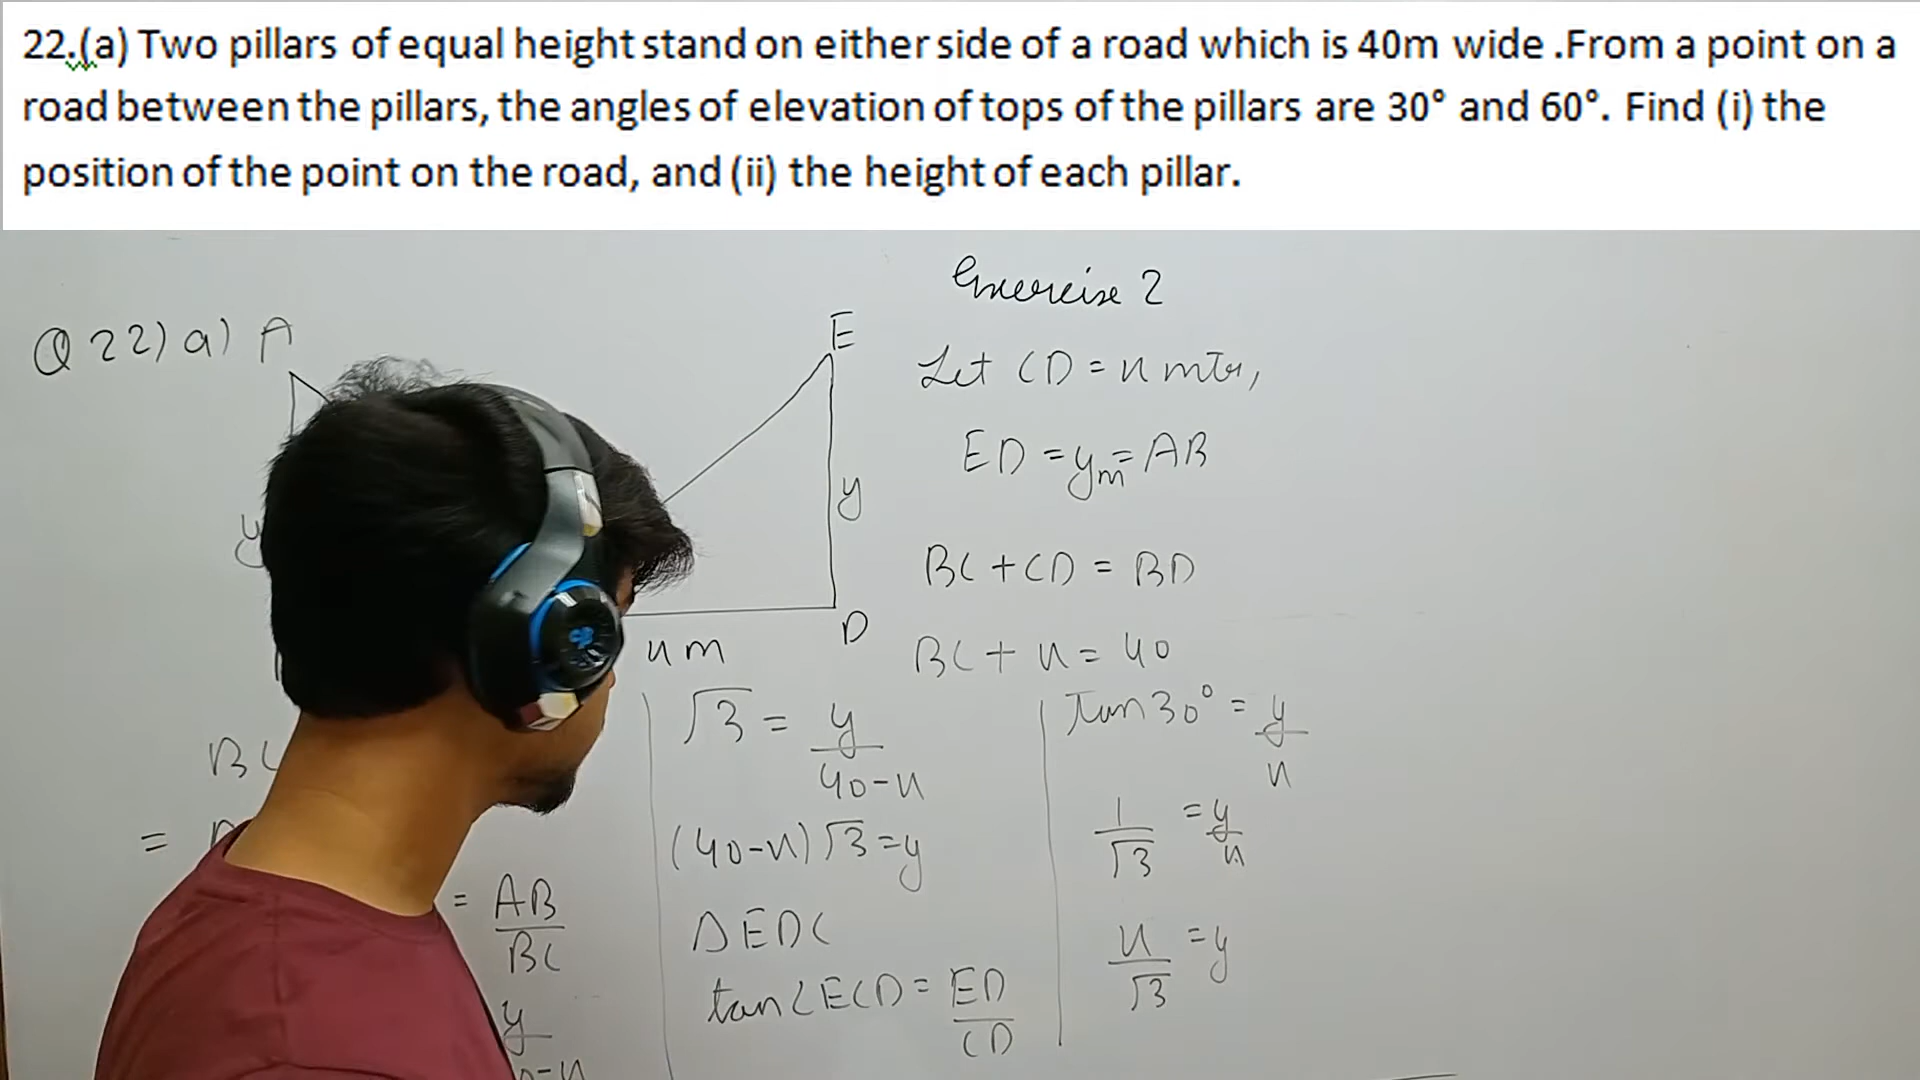 22.(a) Two pillars of equal height stand on either side of a road which is 40m wide .From a point on a
road between the pillars, the angles of elevation of tops of the pillars are 30° and 60°. Find (i) the
position of the point on the road, and (ii) the height of each pillar.
Exercise 2
Q 22) a) A
E
Let CD = x mtr,
y
y
ED = ym = AB
BC + CD = BD
D
x m
BC + x = 40
BC
=
= AB/BC
y
√3 = y/(40-x)
(40-x)√3 = y
ΔEDC
tan∠ECD = ED/CD
Tan30° = y/x
1/√3 = y/x
x/√3 = y